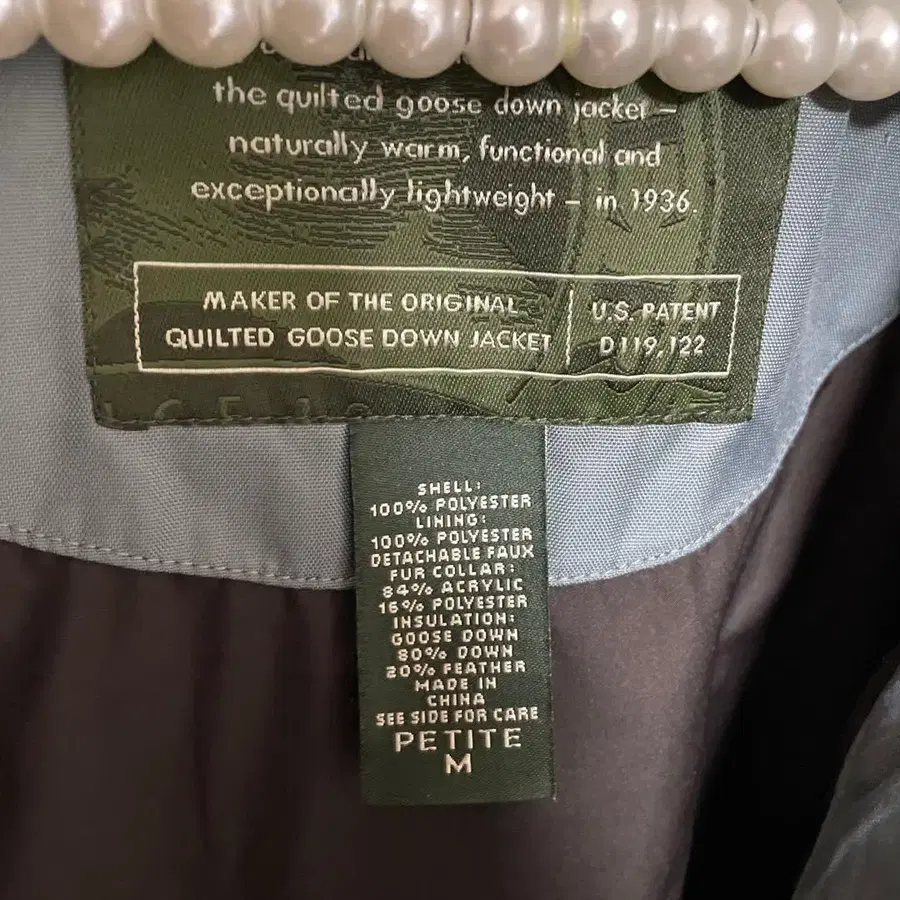 the quilted goose down jacket –
naturally warm, functional and
exceptionally lightweight – in 1936.
MAKER OF THE ORIGINAL
QUILTED GOOSE DOWN JACKET
U.S. PATENT
D119,122
SHELL:
100% POLYESTER
LINING:
100% POLYESTER
DETACHABLE FAUX
FUR COLLAR:
84% ACRYLIC
16% POLYESTER
INSULATION:
GOOSE DOWN
80% DOWN
20% FEATHER
MADE IN
CHINA
SEE SIDE FOR CARE
PETITE
M